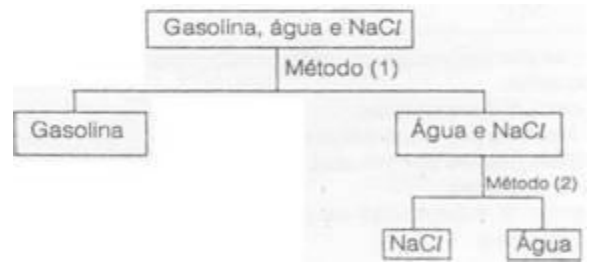 Gasolina, água e NaCl
Método (1)
Gasolina
Água e NaCl
Método (2)
NaCl
Água